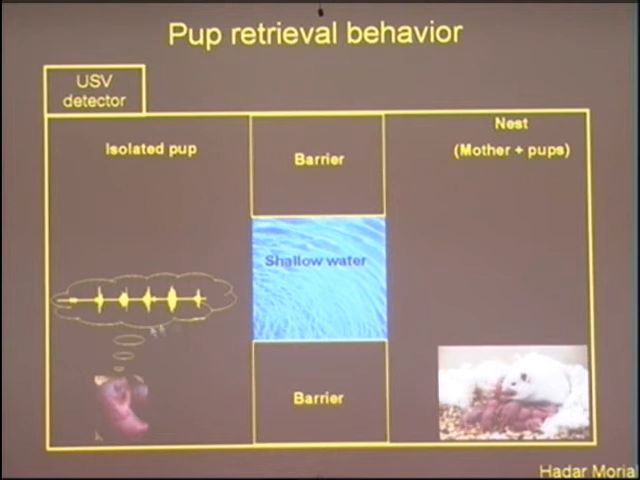 Pup retrieval behavior
USV
detector
Isolated pup
Barrier
Nest
(Mother + pups)
Shallow water
Barrier
Hadar Moria